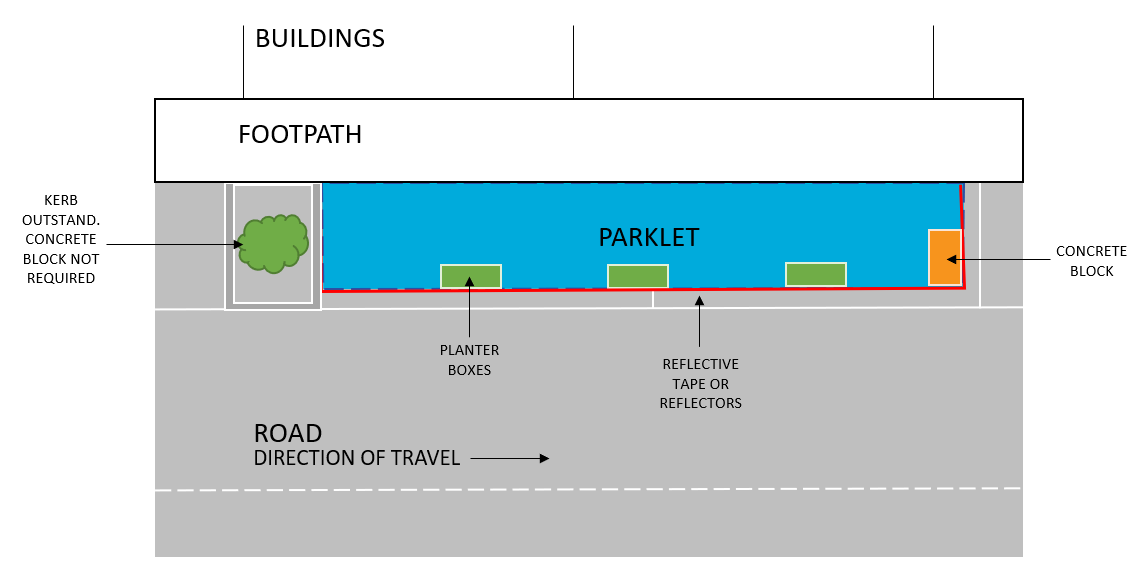 BUILDINGS
FOOTPATH
KERB
OUTSTAND.
CONCRETE
BLOCK NOT
REQUIRED
PARKLET
CONCRETE
BLOCK
PLANTER
BOXES
REFLECTIVE
TAPE OR
REFLECTORS
ROAD
DIRECTION OF TRAVEL